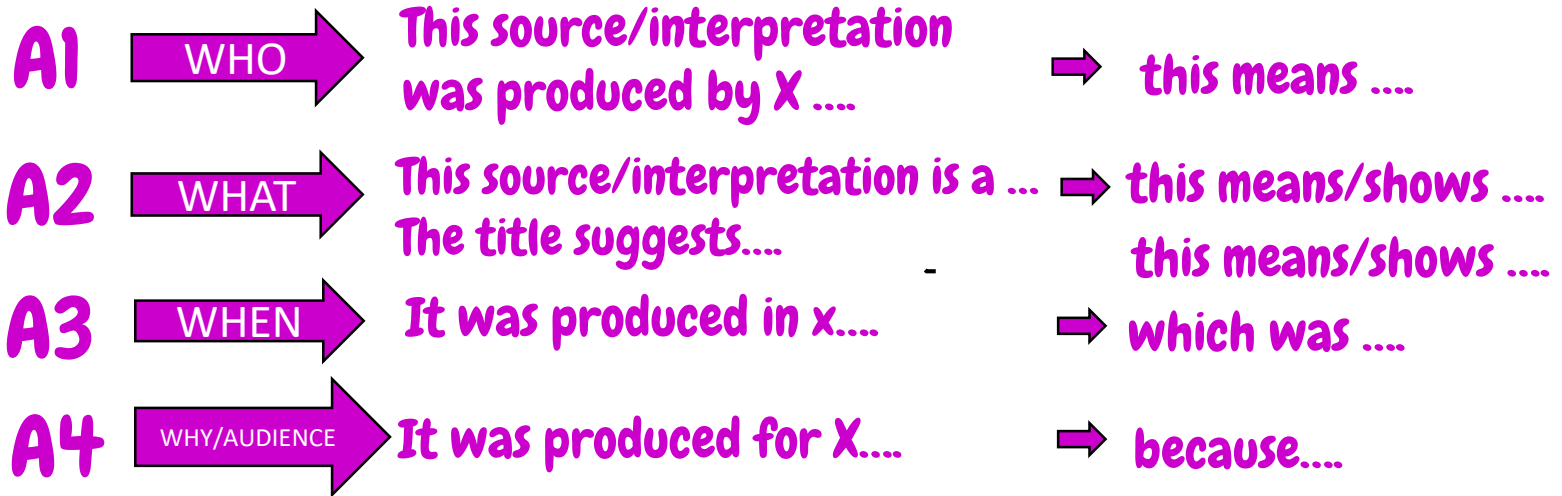 A1 WHO This source/interpretation
was produced by X .... this means ....
A2 WHAT This source/interpretation is a ... this means/shows ....
The title suggests.... this means/shows ....
A3 WHEN It was produced in x.... which was ....
A4 WHY/AUDIENCE It was produced for X.... because....